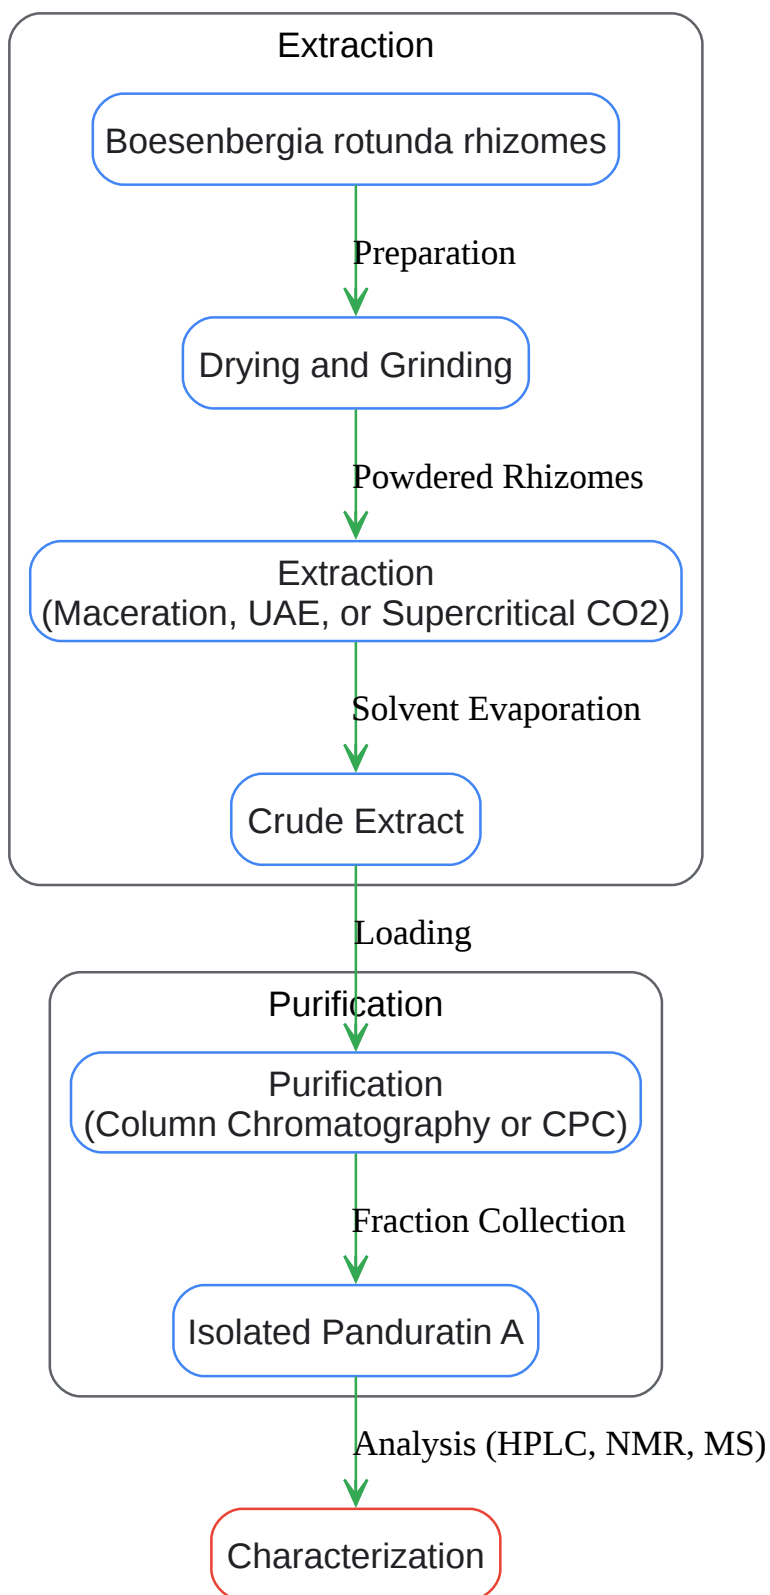 Extraction
Boesenbergia rotunda rhizomes
Preparation
Drying and Grinding
Powdered Rhizomes
Extraction
(Maceration, UAE, or Supercritical CO2)
Solvent Evaporation
Crude Extract
Loading
Purification
Purification
(Column Chromatography or CPC)
Fraction Collection
Isolated Panduratin A
Analysis (HPLC, NMR, MS)
Characterization